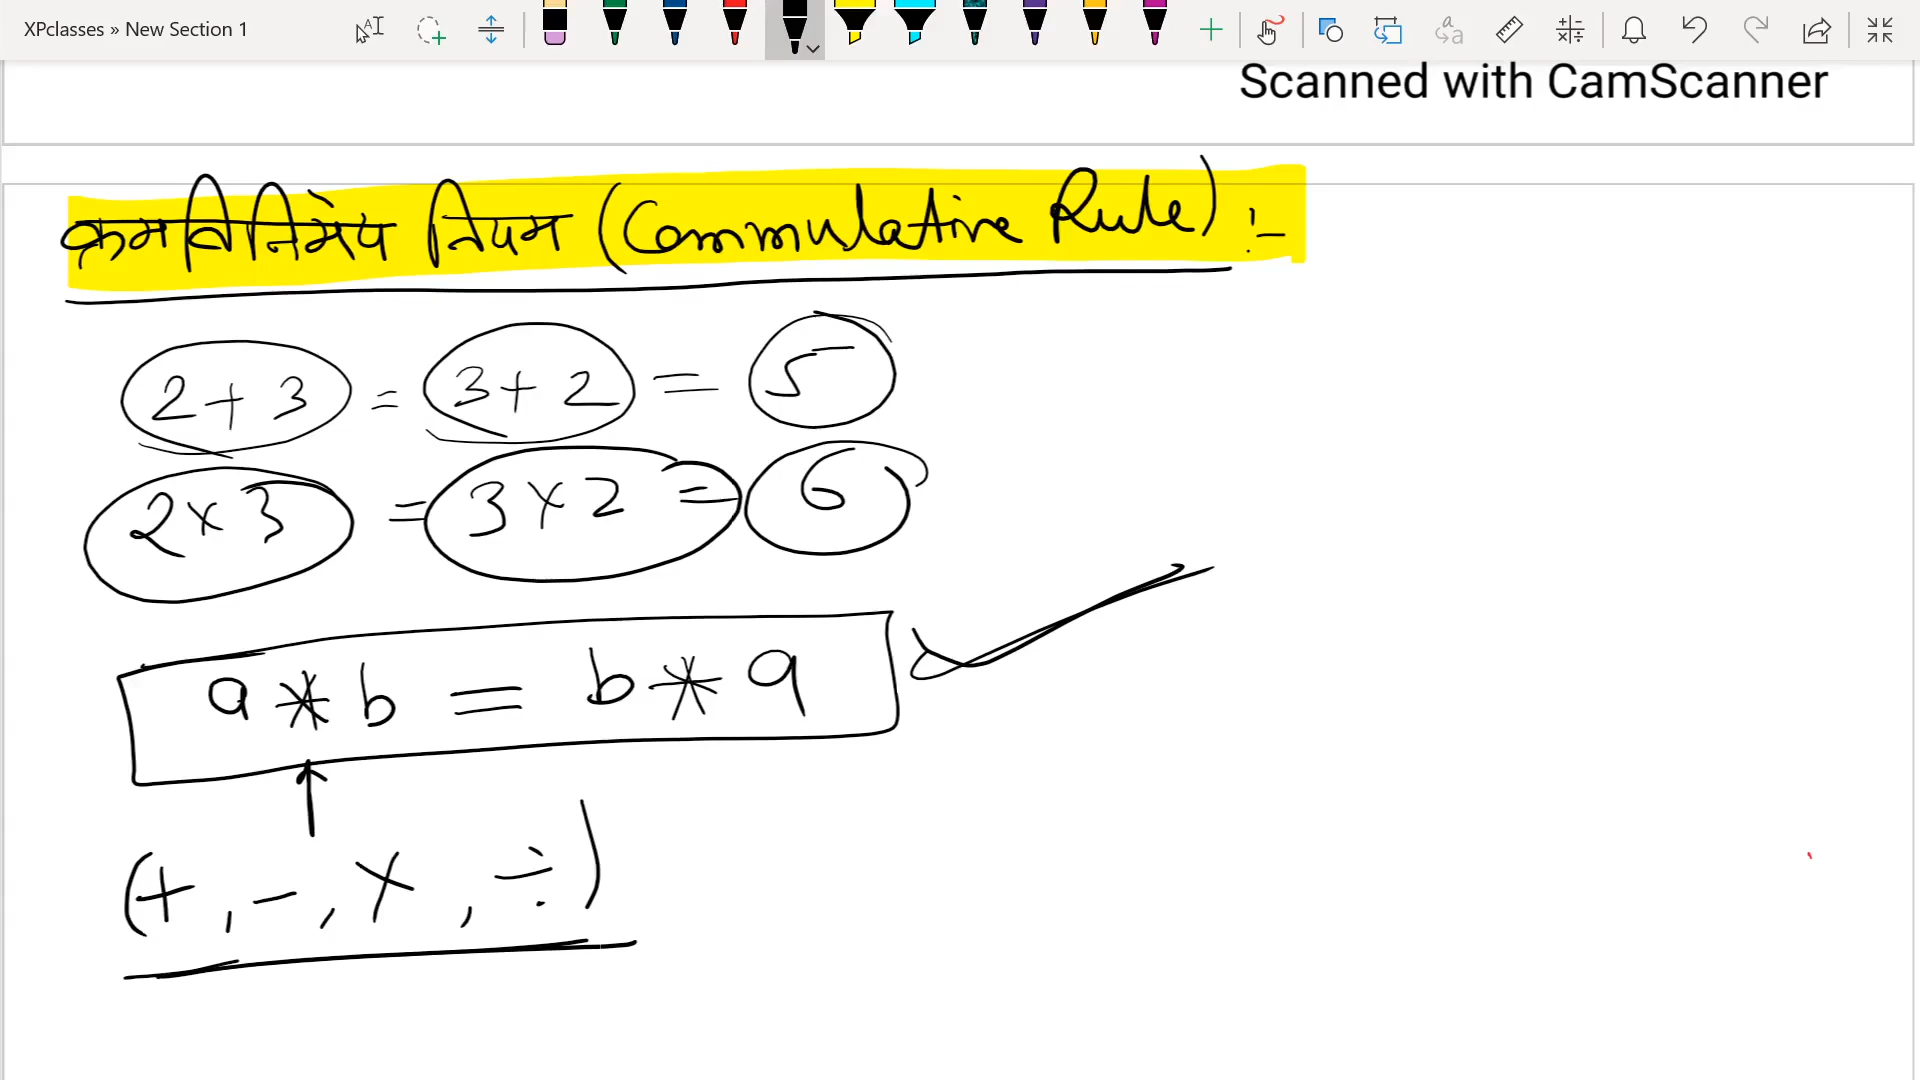 XPclasses » New Section 1
Scanned with CamScanner
क्रमविनिमेय नियम (Commulative Rule) :-
2 + 3 = 3 + 2 = 5
2 × 3 = 3 × 2 = 6
a * b = b * a
(+ , - , × , ÷)